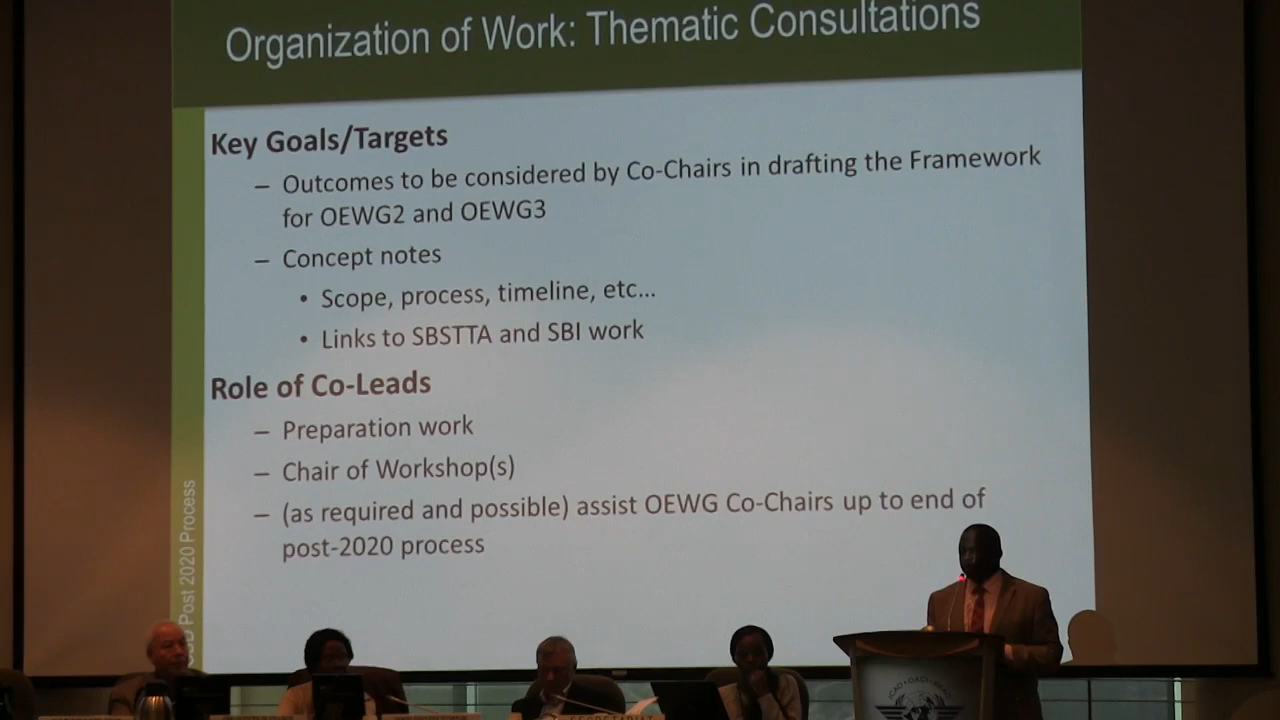 Organization of Work: Thematic Consultations
Key Goals/Targets
– Outcomes to be considered by Co-Chairs in drafting the Framework
for OEWG2 and OEWG3
– Concept notes
• Scope, process, timeline, etc...
• Links to SBSTTA and SBI work
Role of Co-Leads
– Preparation work
– Chair of Workshop(s)
– (as required and possible) assist OEWG Co-Chairs up to end of
post-2020 process
Post 2020 Process